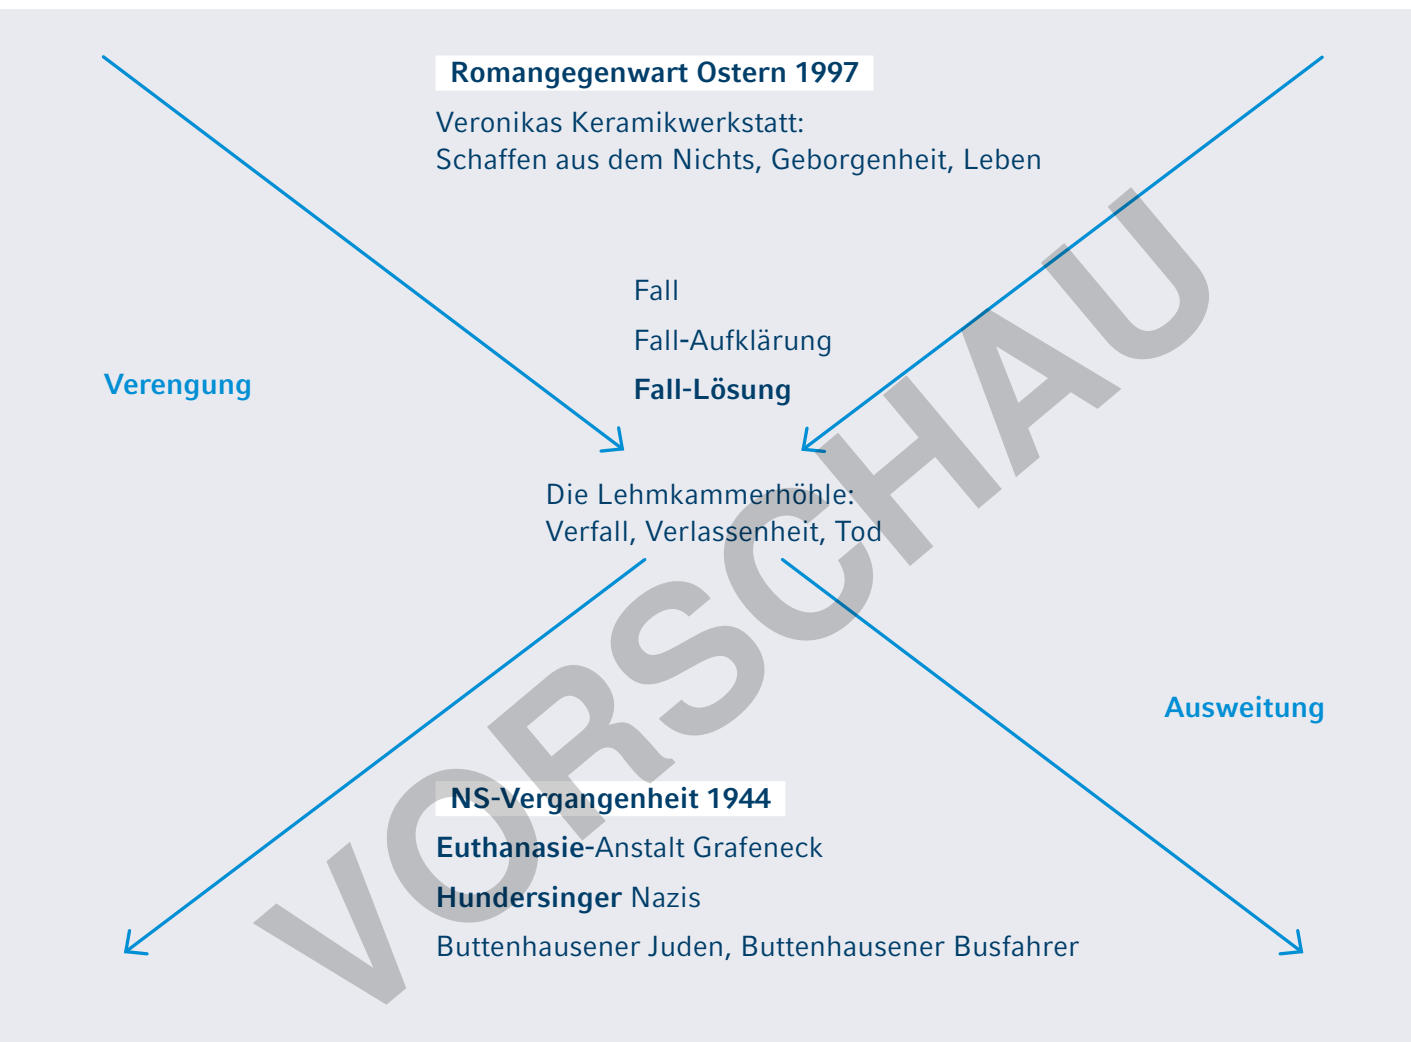 Romangegenwart Ostern 1997
Veronikas Keramikwerkstatt:
Schaffen aus dem Nichts, Geborgenheit, Leben
Fall
Fall-Aufklärung
Verengung
Fall-Lösung
Die Lehmkammerhöhle:
Verfall, Verlassenheit, Tod
Ausweitung
NS-Vergangenheit 1944
Euthanasie-Anstalt Grafeneck
Hundersinger Nazis
Buttenhausener Juden, Buttenhausener Busfahrer
VORSCHAU